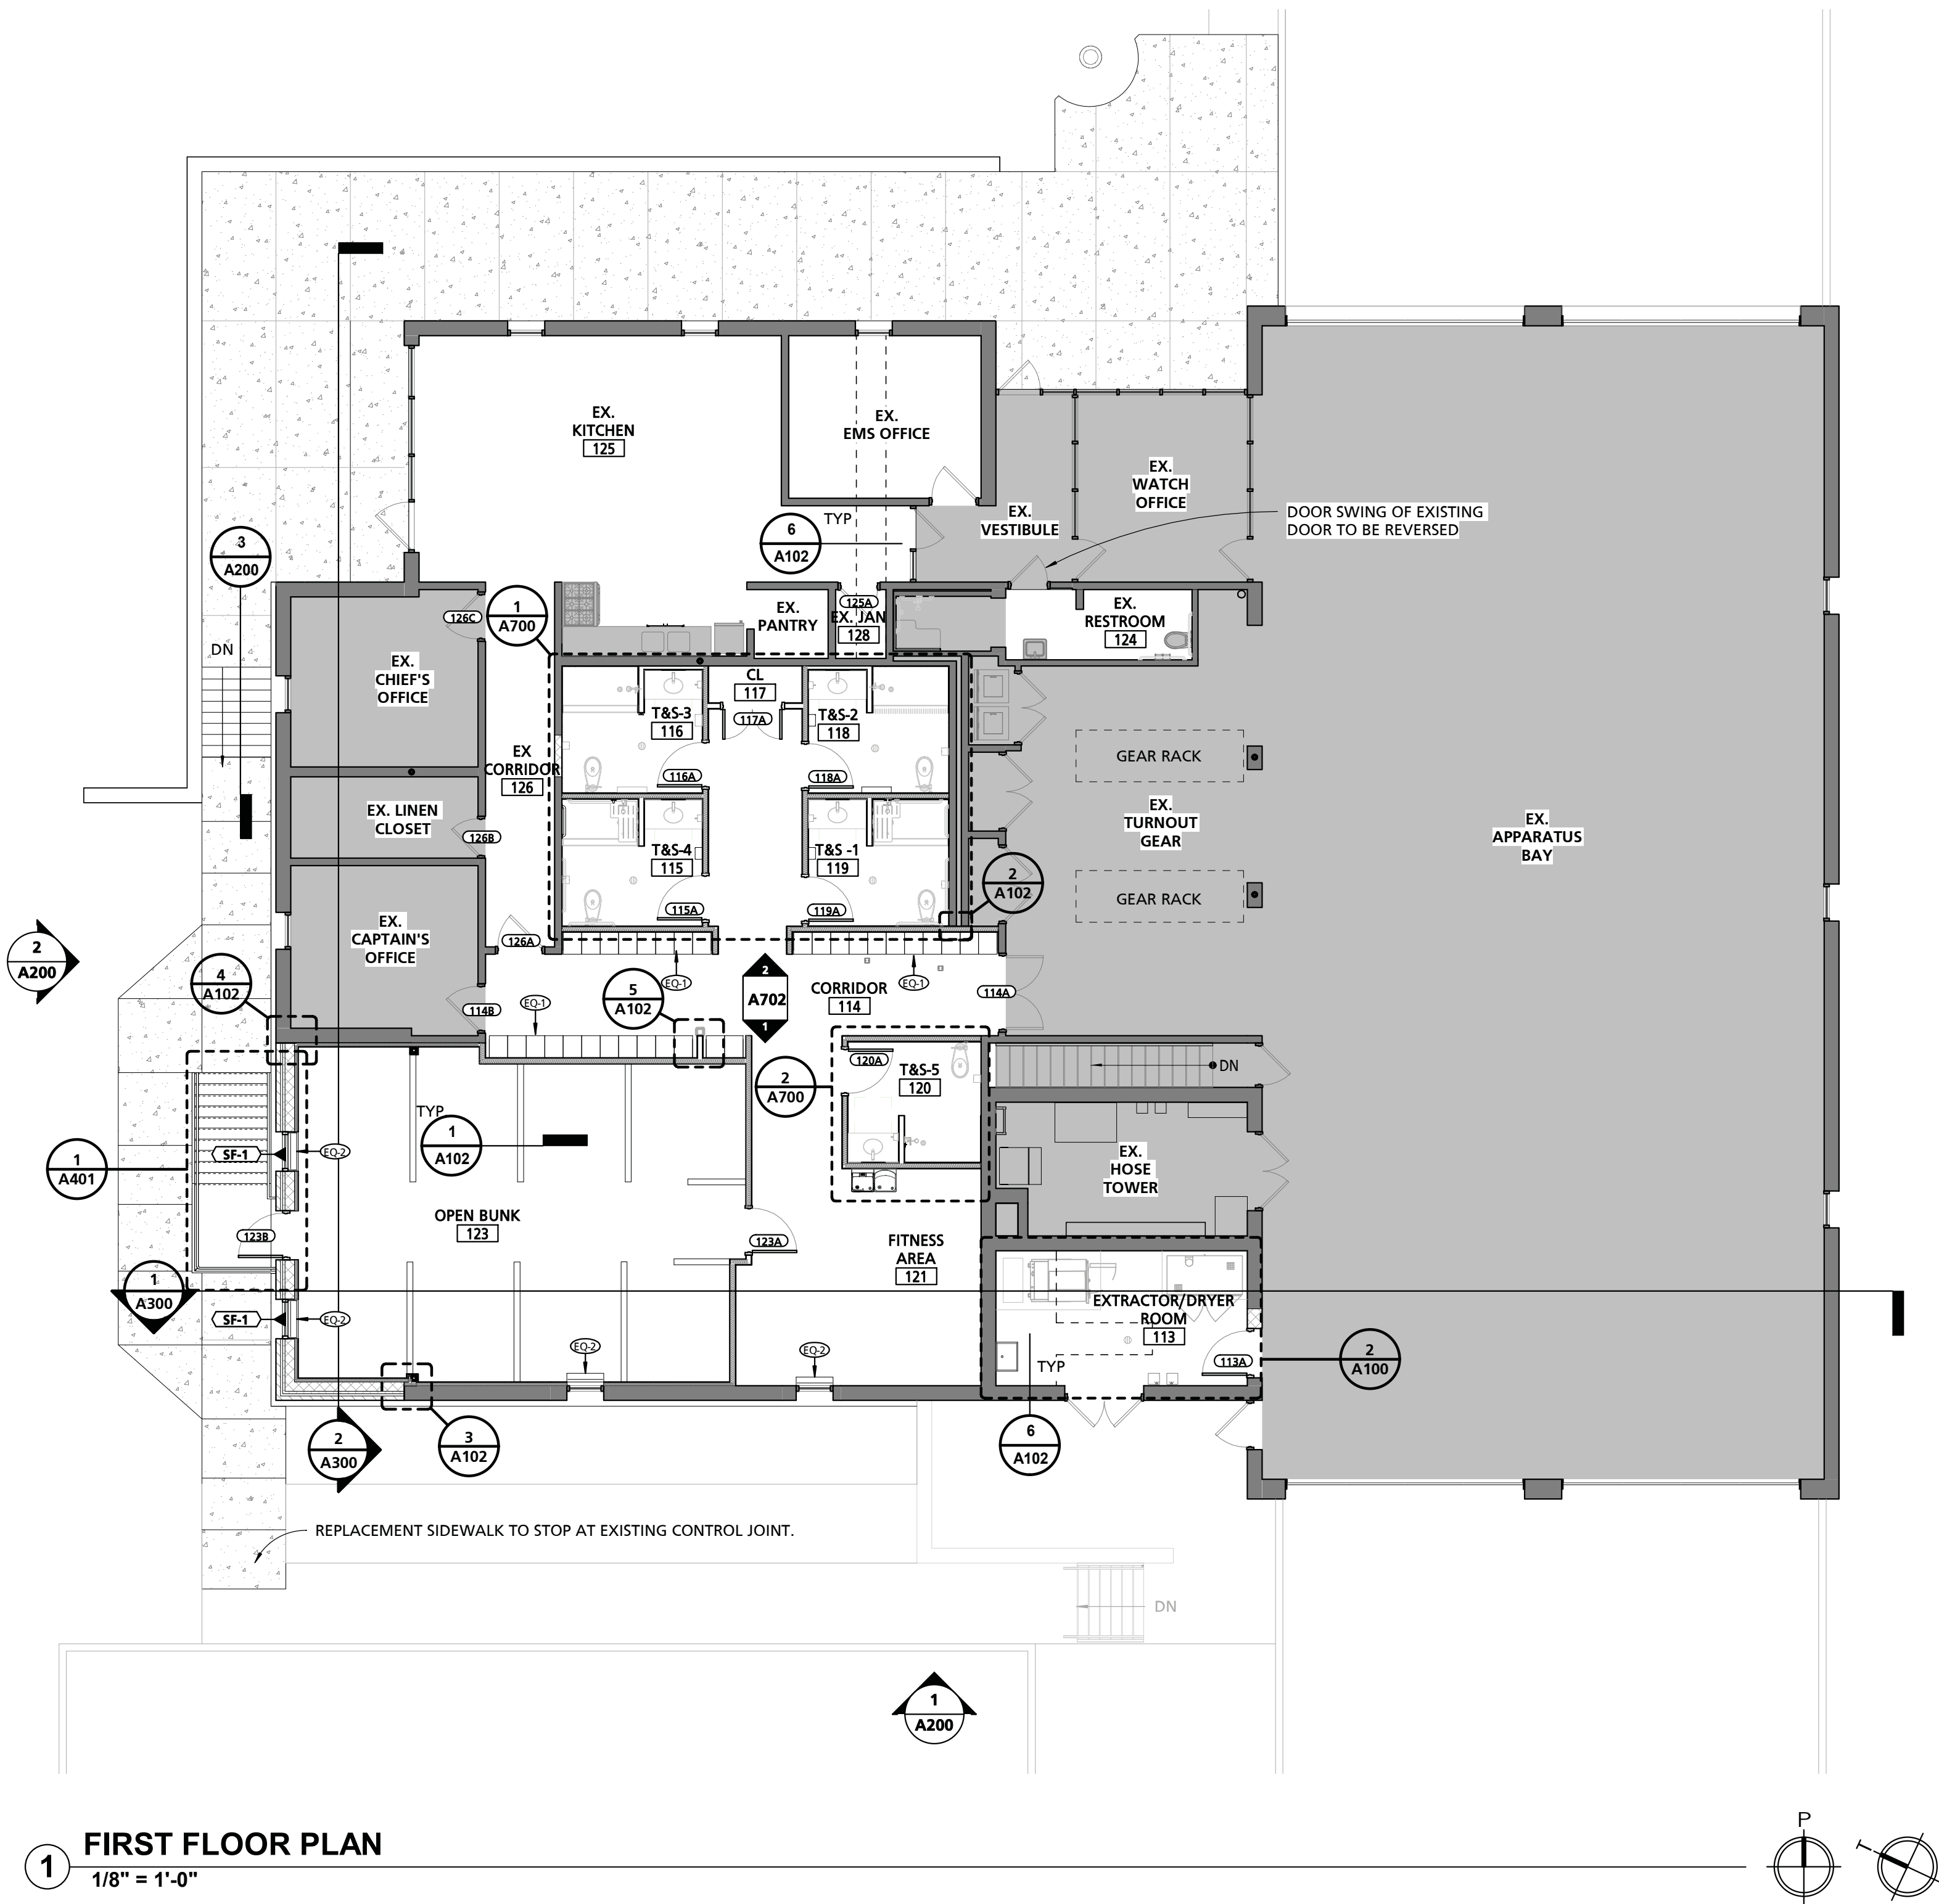 EX.
KITCHEN
125
EX.
EMS OFFICE
EX.
WATCH
OFFICE
EX.
VESTIBULE
DOOR SWING OF EXISTING
DOOR TO BE REVERSED
TYP
6
A102
3
A200
1
A700
126C
125A
EX.
PANTRY
EX. JAN
128
EX.
RESTROOM
124
DN
EX.
CHIEF'S
OFFICE
CL
117
117A
T&S-3
116
116A
T&S-2
118
118A
EX
CORRIDOR
126
GEAR RACK
EX. LINEN
CLOSET
126B
EX.
TURNOUT
GEAR
EX.
APPARATUS
BAY
T&S-4
115
115A
T&S -1
119
119A
2
A102
GEAR RACK
EX.
CAPTAIN'S
OFFICE
126A
2
A200
4
A102
114B
EQ-1
5
A102
EQ-1
2
A702
1
EQ-1
CORRIDOR
114
114A
120A
T&S-5
120
2
A700
DN
TYP
1
A102
1
A401
SF-1
EQ-2
EX.
HOSE
TOWER
OPEN BUNK
123
123B
123A
FITNESS
AREA
121
1
A300
SF-1
EQ-2
EXTRACTOR/DRYER
ROOM
113
113A
TYP
EQ-2
EQ-2
2
A100
2
A300
3
A102
6
A102
REPLACEMENT SIDEWALK TO STOP AT EXISTING CONTROL JOINT.
DN
1
A200
1
FIRST FLOOR PLAN
1/8" = 1'-0"
P
T